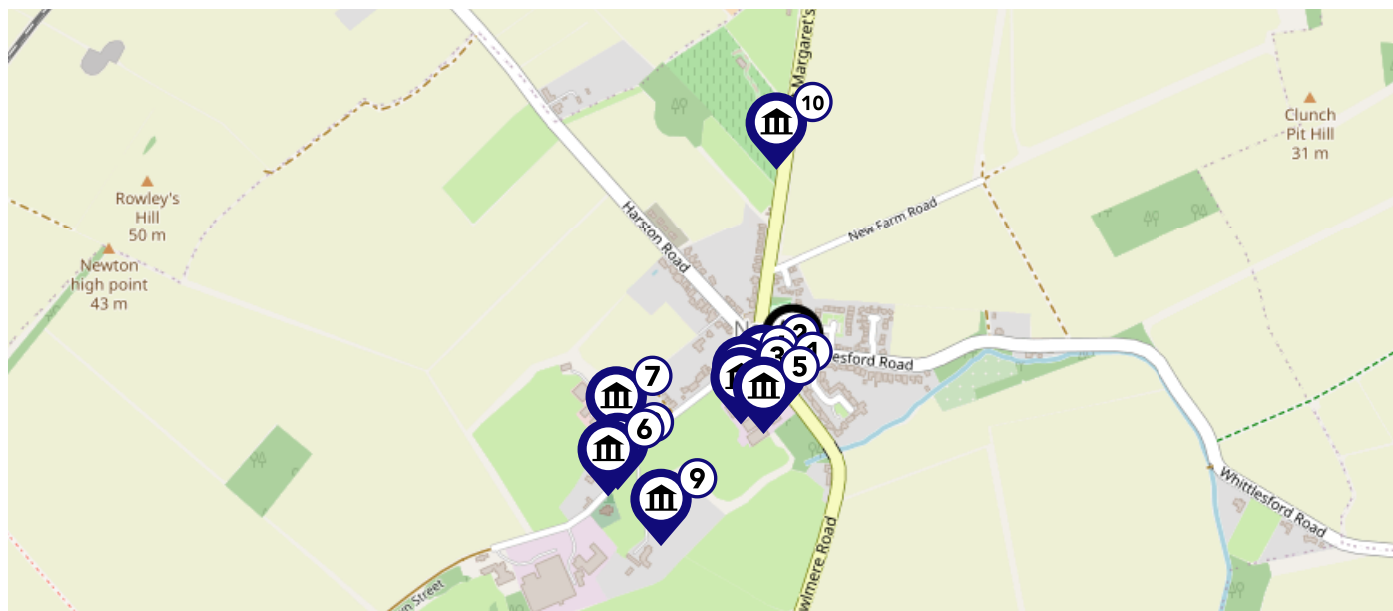 Margaret's
10
Clunch
Pit Hill
31 m
Rowley's
Hill
50 m
Harston Road
New Farm Road
Newton
high point
43 m
N
2
4
3
5
esford Road
7
6
9
Whittlesford Road
wlmere Road
wn Street